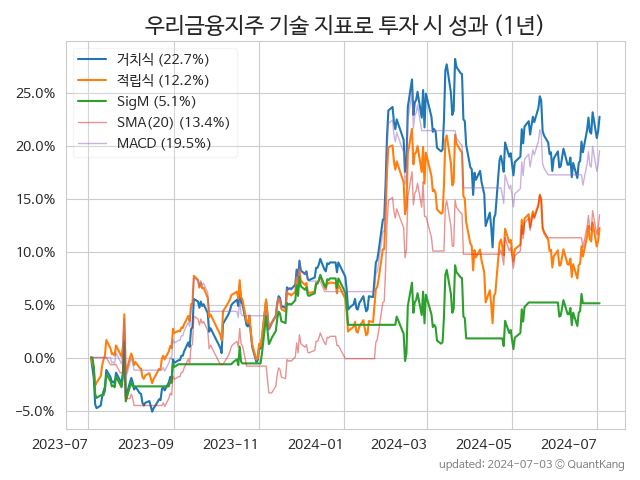 우리금융지주 기술 지표로 투자 시 성과 (1년)
거치식 (22.7%)
적립식 (12.2%)
SigM (5.1%)
SMA(20) (13.4%)
MACD (19.5%)
25.0%
20.0%
15.0%
10.0%
5.0%
0.0%
−5.0%
2023-07 2023-09 2023-11 2024-01 2024-03 2024-05 2024-07
updated: 2024-07-03 © QuantKang